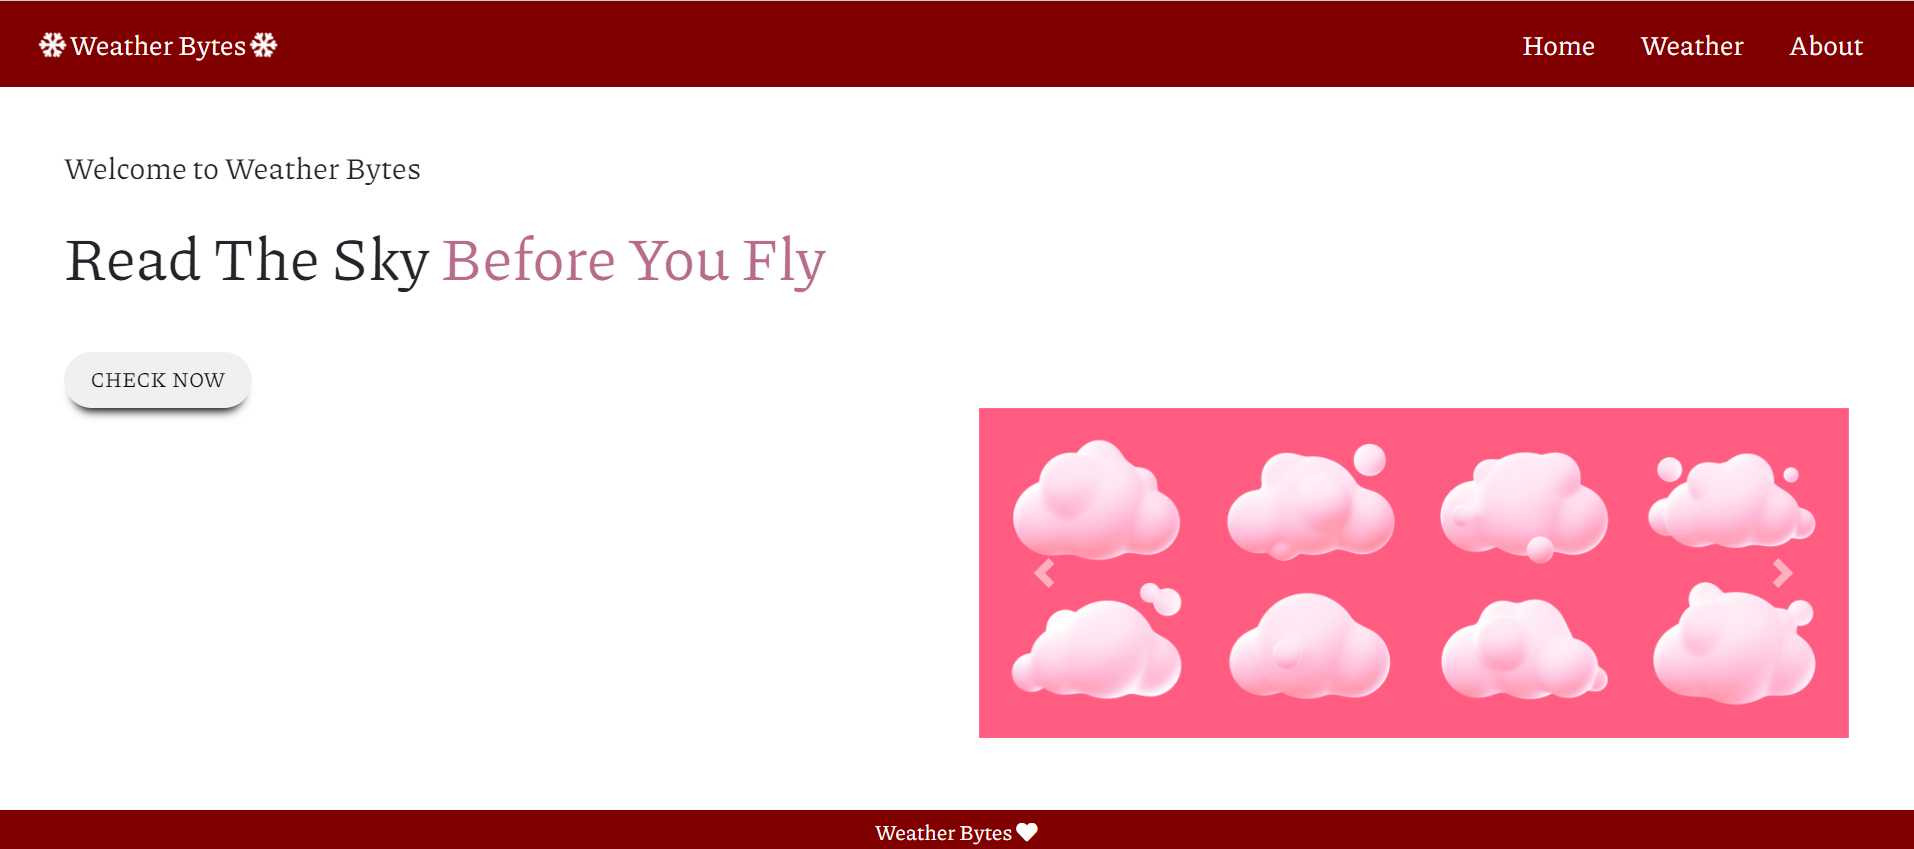 ❄Weather Bytes❄
Home Weather About
Welcome to Weather Bytes
Read The Sky Before You Fly
CHECK NOW
Weather Bytes♥